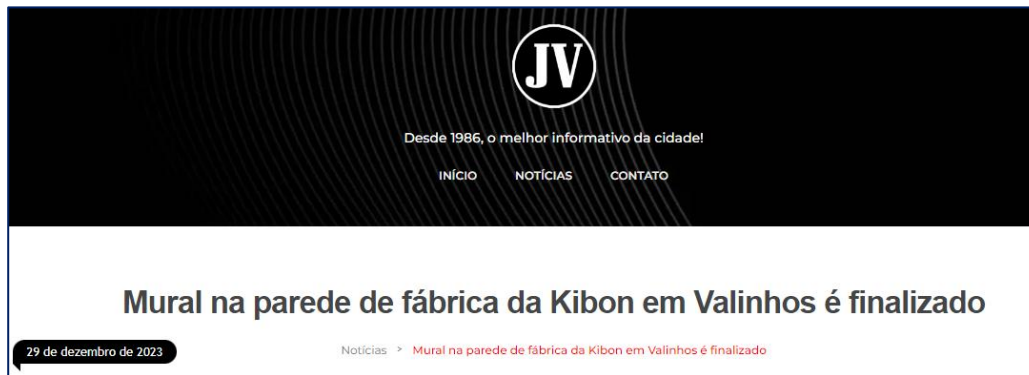 JV
Desde 1986, o melhor informativo da cidade!
INÍCIO NOTÍCIAS CONTATO
Mural na parede de fábrica da Kibon em Valinhos é finalizado
29 de dezembro de 2023
Notícias > Mural na parede de fábrica da Kibon em Valinhos é finalizado